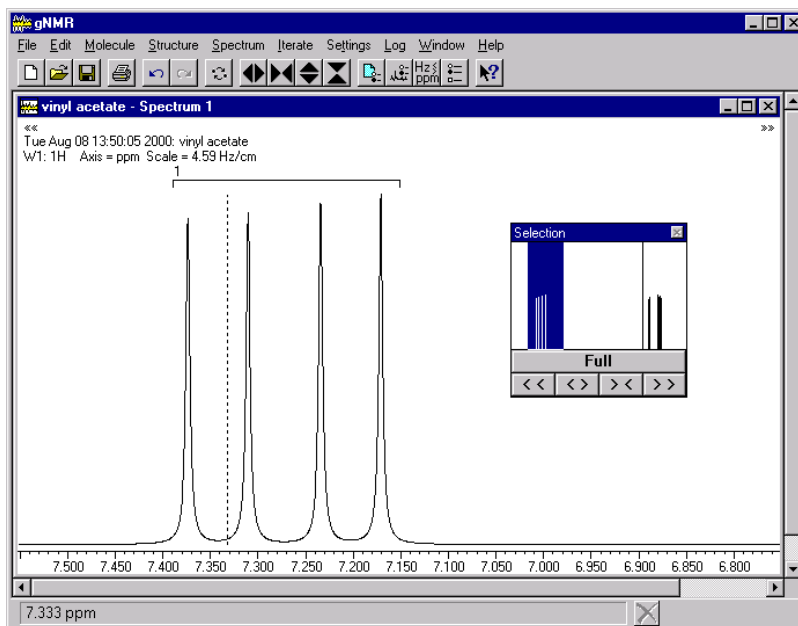 gNMR
File Edit Molecule Structure Spectrum Iterate Settings Log Window Help
Hz
ppm
vinyl acetate - Spectrum 1
<< >>
Tue Aug 08 13:50:05 2000: vinyl acetate
W1: 1H Axis = ppm Scale = 4.59 Hz/cm
1
Selection
Full
< < < > > < > >
7.500 7.450 7.400 7.350 7.300 7.250 7.200 7.150 7.100 7.050 7.000 6.950 6.900 6.850 6.800
7.333 ppm